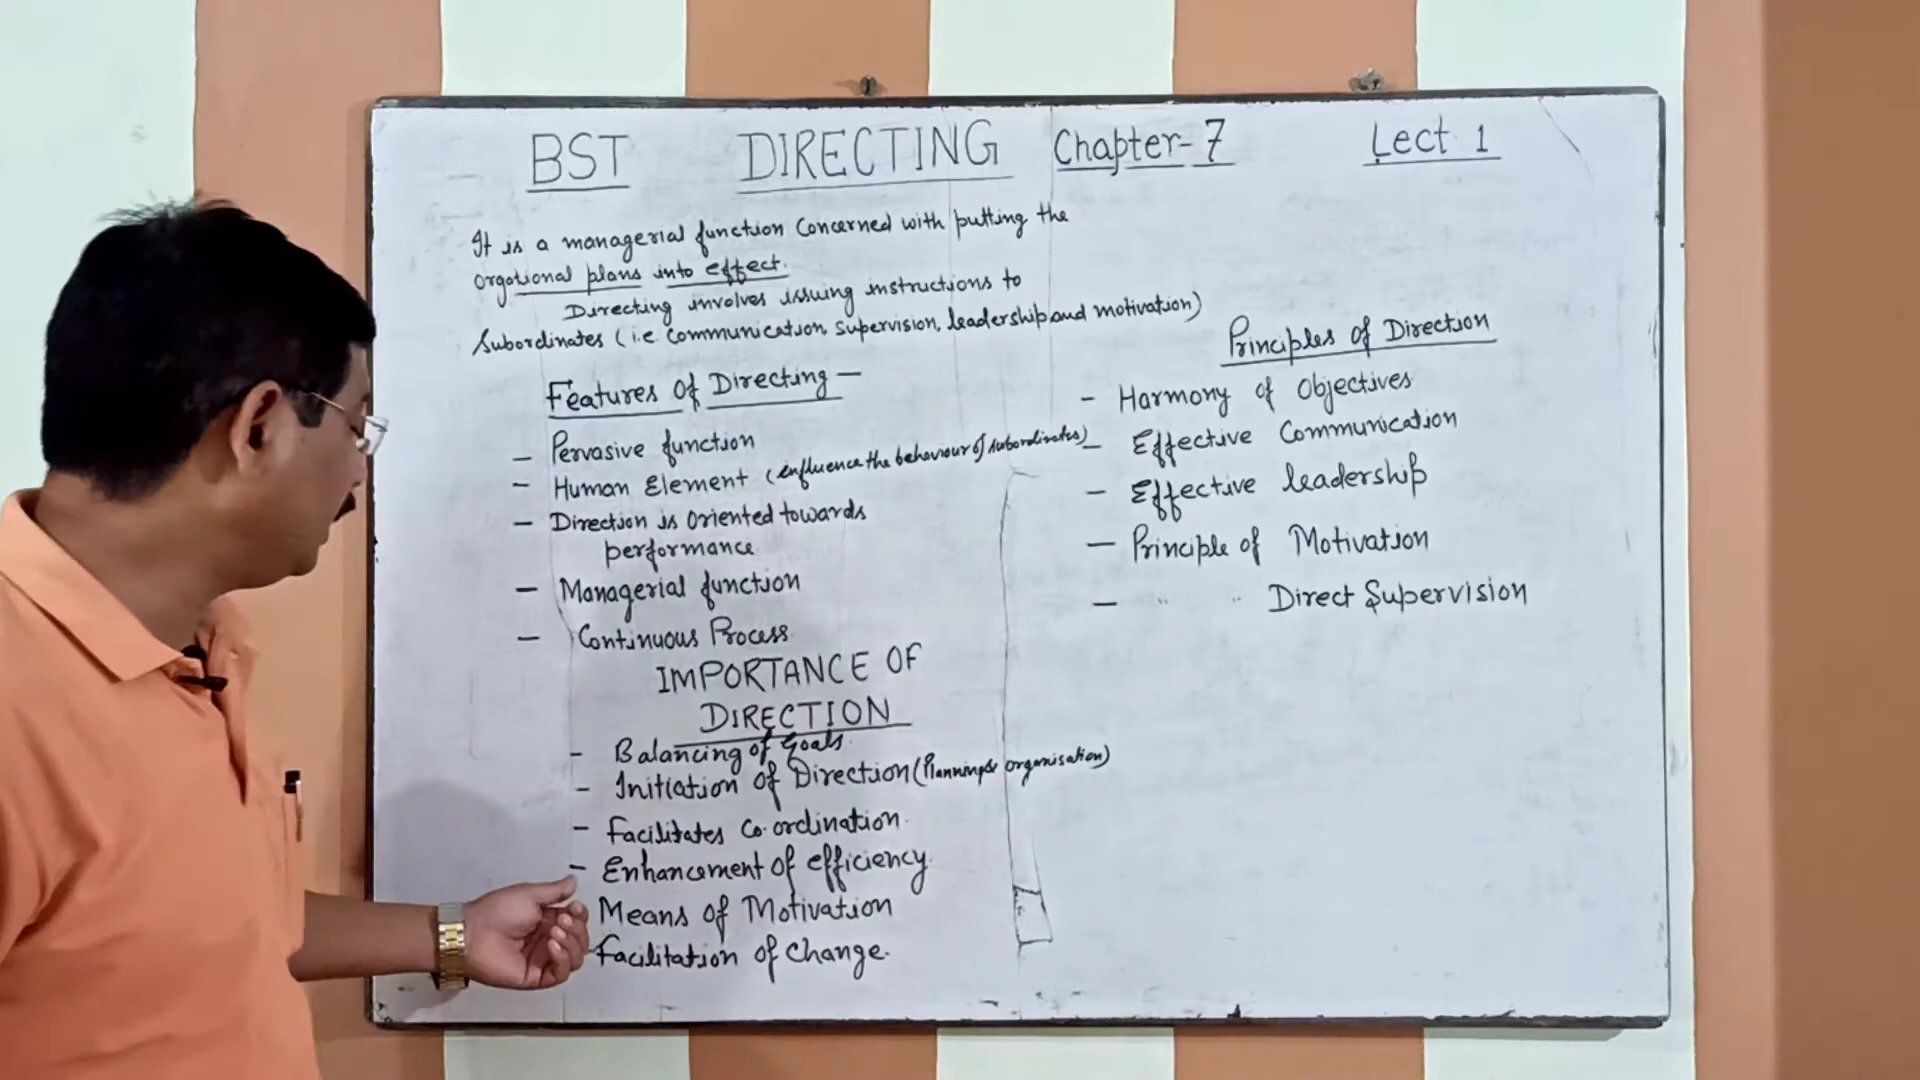 BST DIRECTING Chapter-7 Lect 1
It is a managerial function Concerned with putting the
Orgational plans into effect.
Directing involves issuing instructions to
Subordinates (i.e Communication, supervision, leadership and motivation)
Features Of Directing —
— Pervasive function
— Human Element (influence the behaviour of subordinates)
— Direction is Oriented towards
performance
— Managerial function
— Continuous Process
IMPORTANCE OF
DIRECTION
- Balancing of Goals.
- Initiation of Direction (Planning & organisation)
- Facilitates Co-ordination.
- Enhancement of efficiency.
Means of Motivation
Facilitation of Change.
Principles of Direction
- Harmony of Objectives
- Effective Communication
- Effective leadership
— Principle of Motivation
— " " Direct Supervision